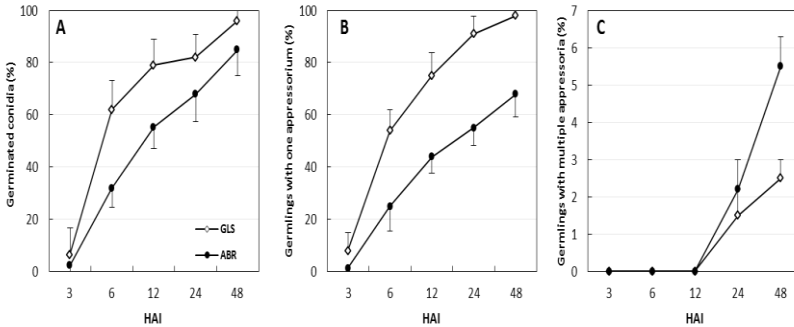 A
Germinated conidia (%)
100
80
60
40
20
0
GLS
ABR
3 6 12 24 48
HAI
B
Germlings with one appressorium (%)
100
80
60
40
20
0
3 6 12 24 48
HAI
C
Germlings with multiple appressoria (%)
7
6
5
4
3
2
1
0
3 6 12 24 48
HAI